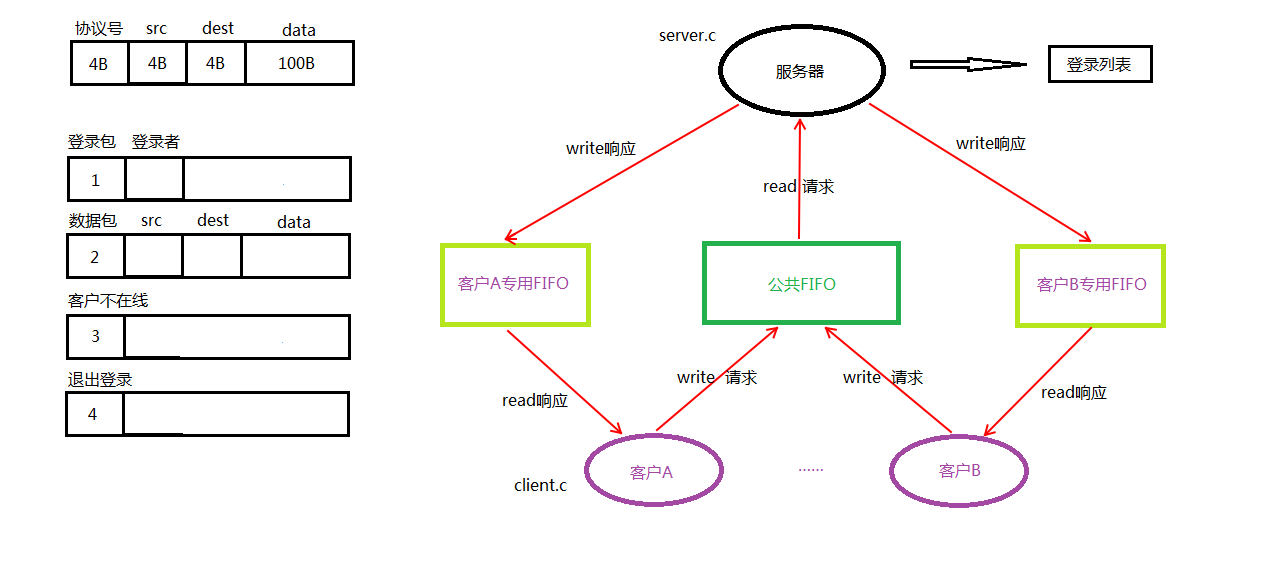 协议号 src dest data
4B 4B 4B 100B
登录包 登录者
1
数据包 src dest data
2
客户不在线
3
退出登录
4
server.c
服务器
登录列表
write响应
read 请求
write响应
客户A专用FIFO
公共FIFO
客户B专用FIFO
read响应
write 请求
write 请求
read响应
client.c
客户A
......
客户B